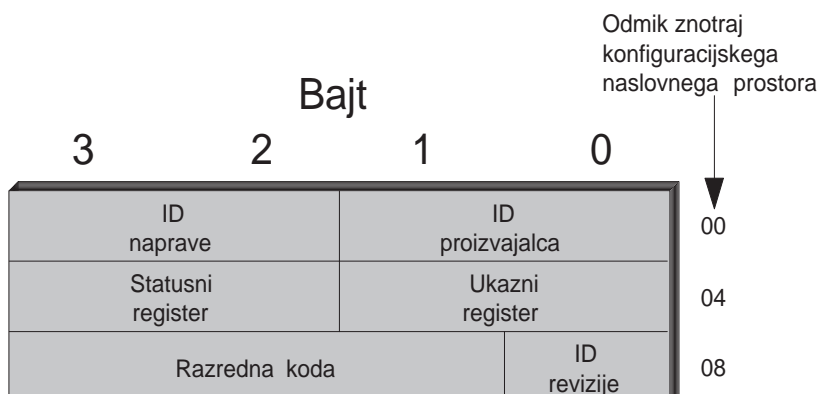 Odmik znotraj
konfiguracijskega
naslovnega prostora
Bajt
3 2 1 0
ID
naprave
ID
proizvajalca
00
Statusni
register
Ukazni
register
04
Razredna koda
ID
revizije
08